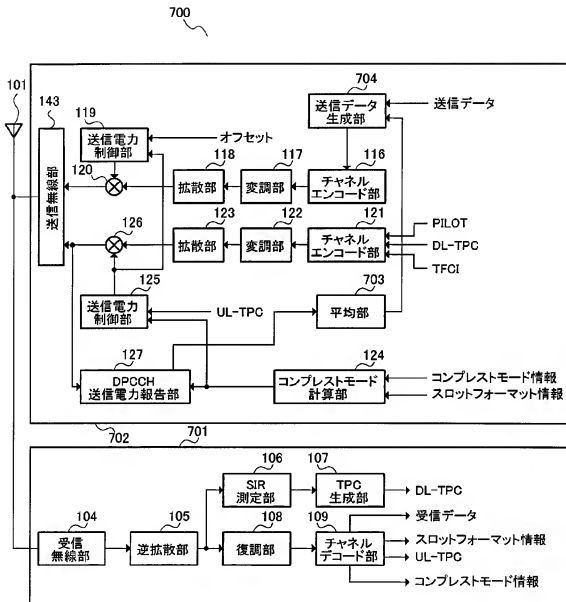 700
101
143
119
送信電力
制御部
オフセット
704
送信データ
生成部
送信データ
送信無線部
120
118
拡散部
117
変調部
116
チャネル
エンコード部
126
123
拡散部
122
変調部
121
チャネル
エンコード部
PILOT
DL-TPC
TFCI
125
送信電力
制御部
UL-TPC
703
平均部
127
DPCCH
送信電力報告部
124
コンプレストモード
計算部
コンプレストモード情報
スロットフォーマット情報
702
701
106
SIR
測定部
107
TPC
生成部
DL-TPC
104
受信
無線部
105
逆拡散部
108
復調部
109
チャネル
デコード部
受信データ
スロットフォーマット情報
UL-TPC
コンプレストモード情報